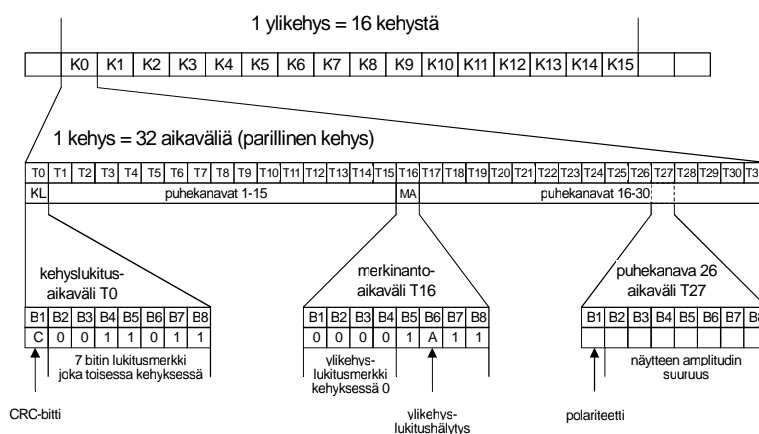 1 ylikehys = 16 kehystä
K0 K1 K2 K3 K4 K5 K6 K7 K8 K9 K10 K11 K12 K13 K14 K15
1 kehys = 32 aikaväliä (parillinen kehys)
T0 T1 T2 T3 T4 T5 T6 T7 T8 T9 T10 T11 T12 T13 T14 T15 T16 T17 T18 T19 T20 T21 T22 T23 T24 T25 T26 T27 T28 T29 T30 T3
KL puhekanavat 1-15 MA puhekanavat 16-30
kehyslukitus-
aikaväli T0
merkinanto-
aikaväli T16
puhekanava 26
aikaväli T27
B1 B2 B3 B4 B5 B6 B7 B8
C 0 0 1 1 0 1 1
B1 B2 B3 B4 B5 B6 B7 B8
0 0 0 0 1 A 1 1
B1 B2 B3 B4 B5 B6 B7 B8
7 bitin lukitusmerkki
joka toisessa kehyksessä
ylikehys-
lukitusmerkki
kehyksessä 0
näytteen amplitudin
suuruus
CRC-bitti
ylikehys-
lukitushälytys
polariteetti